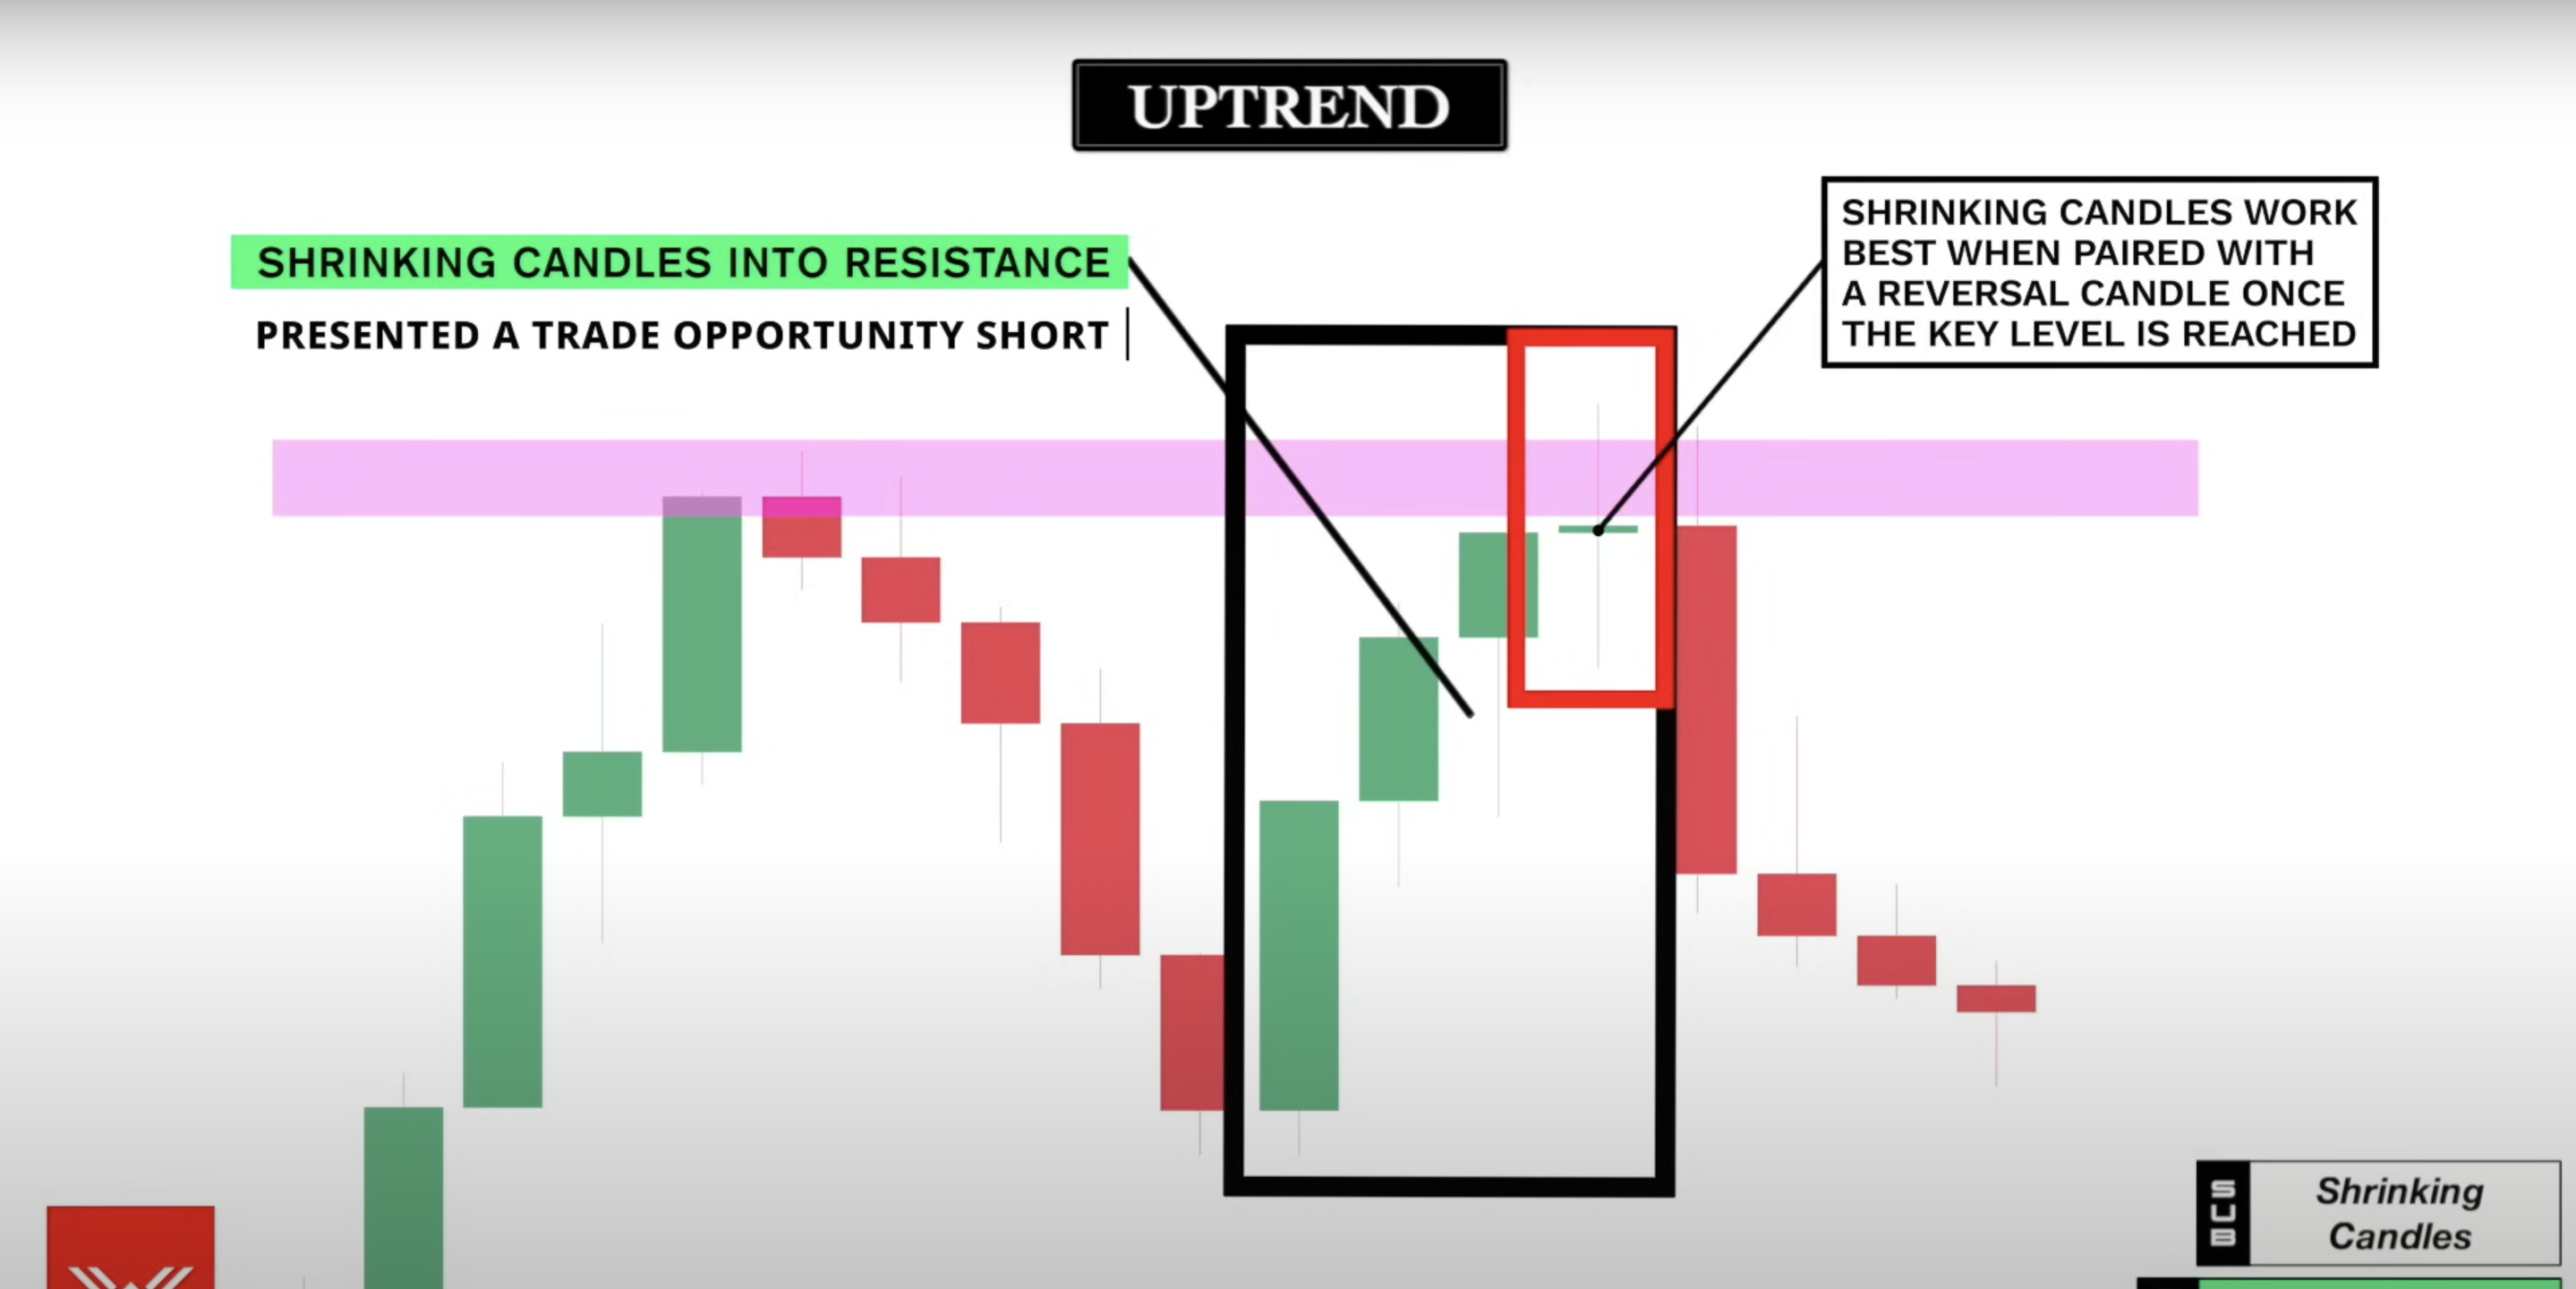 UPTREND
SHRINKING CANDLES INTO RESISTANCE
PRESENTED A TRADE OPPORTUNITY SHORT
SHRINKING CANDLES WORK
BEST WHEN PAIRED WITH
A REVERSAL CANDLE ONCE
THE KEY LEVEL IS REACHED
SUB
Shrinking
Candles